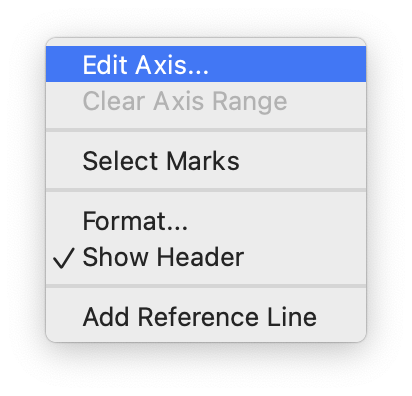 Edit Axis...
Clear Axis Range
Select Marks
Format...
Show Header
Add Reference Line